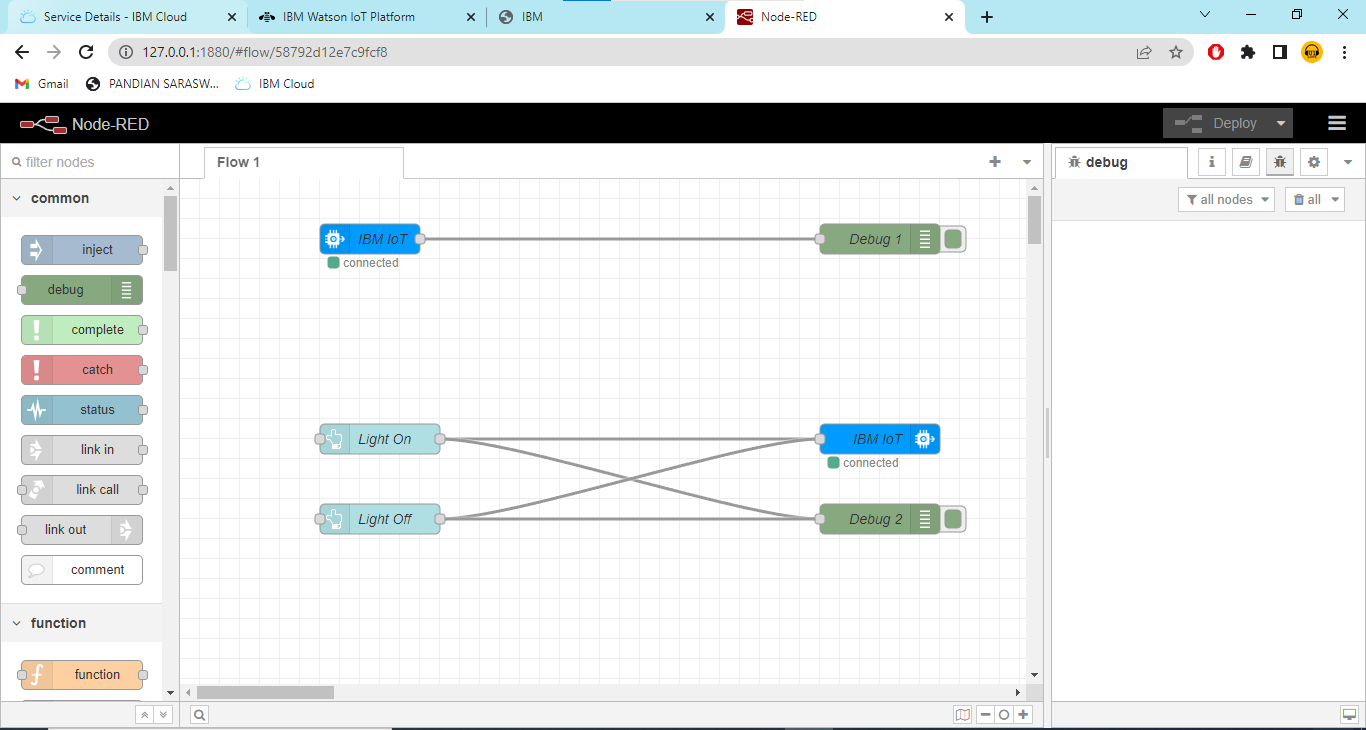 Service Details - IBM Cloud
IBM Watson IoT Platform
IBM
Node-RED
127.0.0.1:1880/#flow/58792d12e7c9fcf8
Gmail
PANDIAN SARASW...
IBM Cloud
Node-RED
Deploy
filter nodes
Flow 1
debug
common
all nodes
all
inject
debug
complete
catch
status
link in
link call
link out
comment
function
function
IBM IoT
connected
Debug 1
Light On
IBM IoT
connected
Light Off
Debug 2